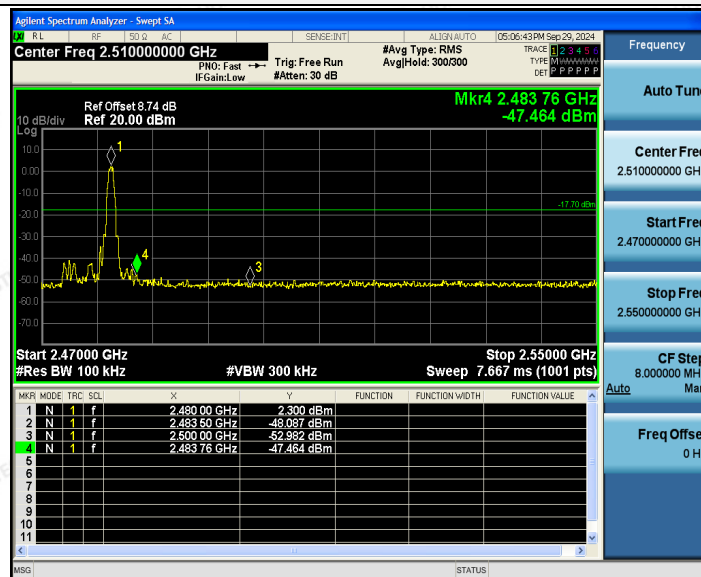 Agilent Spectrum Analyzer - Swept SA
LXI RL RF 50 Ω AC SENSE:INT ALIGN AUTO 05:06:43 PM Sep 29, 2024
Center Freq 2.510000000 GHz #Avg Type: RMS TRACE 1 2 3 4 5 6
PNO: Fast Trig: Free Run Avg|Hold: 300/300 TYPE M
IFGain:Low #Atten: 30 dB DET P P P P P P
Ref Offset 8.74 dB Mkr4 2.483 76 GHz
10 dB/div Ref 20.00 dBm -47.464 dBm
Log
10.0
0.00
-10.0
-20.0
-30.0
-40.0
-50.0
-60.0
-70.0
1
4
3
-17.70 dBm
Start 2.47000 GHz Stop 2.55000 GHz
#Res BW 100 kHz #VBW 300 kHz Sweep 7.667 ms (1001 pts)
MKR MODE TRC SCL X Y FUNCTION FUNCTION WIDTH FUNCTION VALUE
1 N 1 f 2.480 00 GHz 2.300 dBm
2 N 1 f 2.483 50 GHz -48.087 dBm
3 N 1 f 2.500 00 GHz -52.982 dBm
4 N 1 f 2.483 76 GHz -47.464 dBm
5
6
7
8
9
10
11
MSG STATUS
Frequency
Auto Tune
Center Fre
2.510000000 GH
Start Fre
2.470000000 GH
Stop Fre
2.550000000 GH
CF Step
8.000000 MH
Auto Ma
Freq Offse
0 H